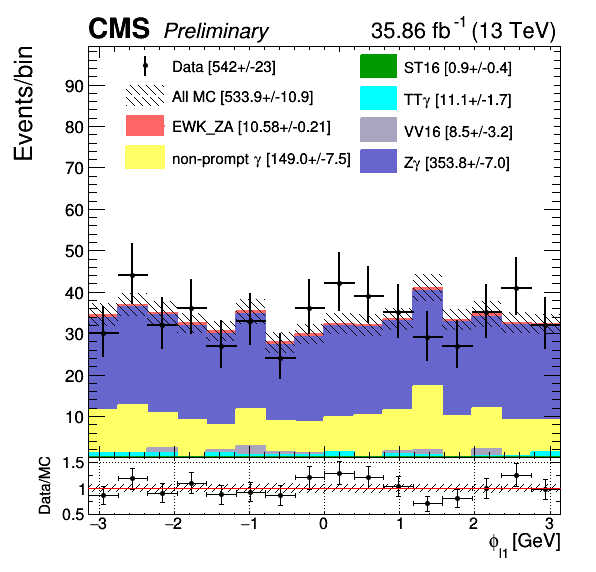 CMS Preliminary 35.86 fb⁻¹ (13 TeV)
Events/bin
Data [542+/-23]
All MC [533.9+/-10.9]
EWK_ZA [10.58+/-0.21]
non-prompt γ [149.0+/-7.5]
ST16 [0.9+/-0.4]
TTγ [11.1+/-1.7]
VV16 [8.5+/-3.2]
Zγ [353.8+/-7.0]
90
80
70
60
50
40
30
20
10
Data/MC
1.5
1
0.5
−3 −2 −1 0 1 2 3
ϕ_l1 [GeV]